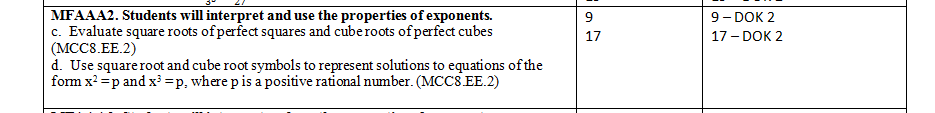 MFAAA2. Students will interpret and use the properties of exponents.
c. Evaluate square roots of perfect squares and cube roots of perfect cubes
(MCC8.EE.2)
d. Use square root and cube root symbols to represent solutions to equations of the
form x² = p and x³ = p, where p is a positive rational number. (MCC8.EE.2)
9
17
9 – DOK 2
17 – DOK 2